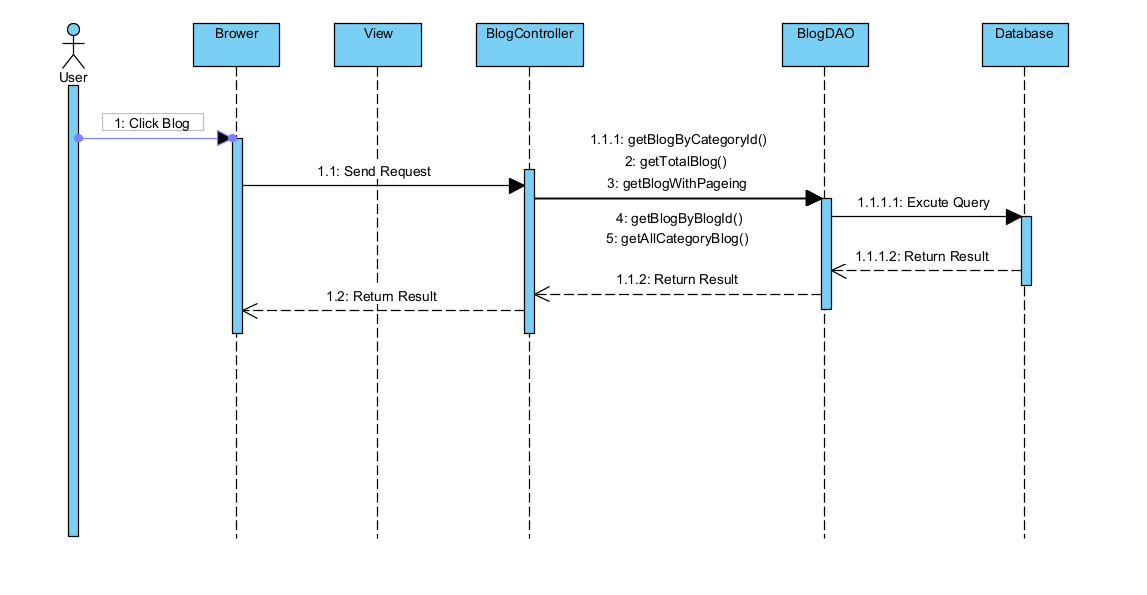 Brower
View
BlogController
BlogDAO
Database
User
1: Click Blog
1.1.1: getBlogByCategoryId()
2: getTotalBlog()
1.1: Send Request
3: getBlogWithPageing
1.1.1.1: Excute Query
4: getBlogByBlogId()
5: getAllCategoryBlog()
1.1.1.2: Return Result
1.1.2: Return Result
1.2: Return Result